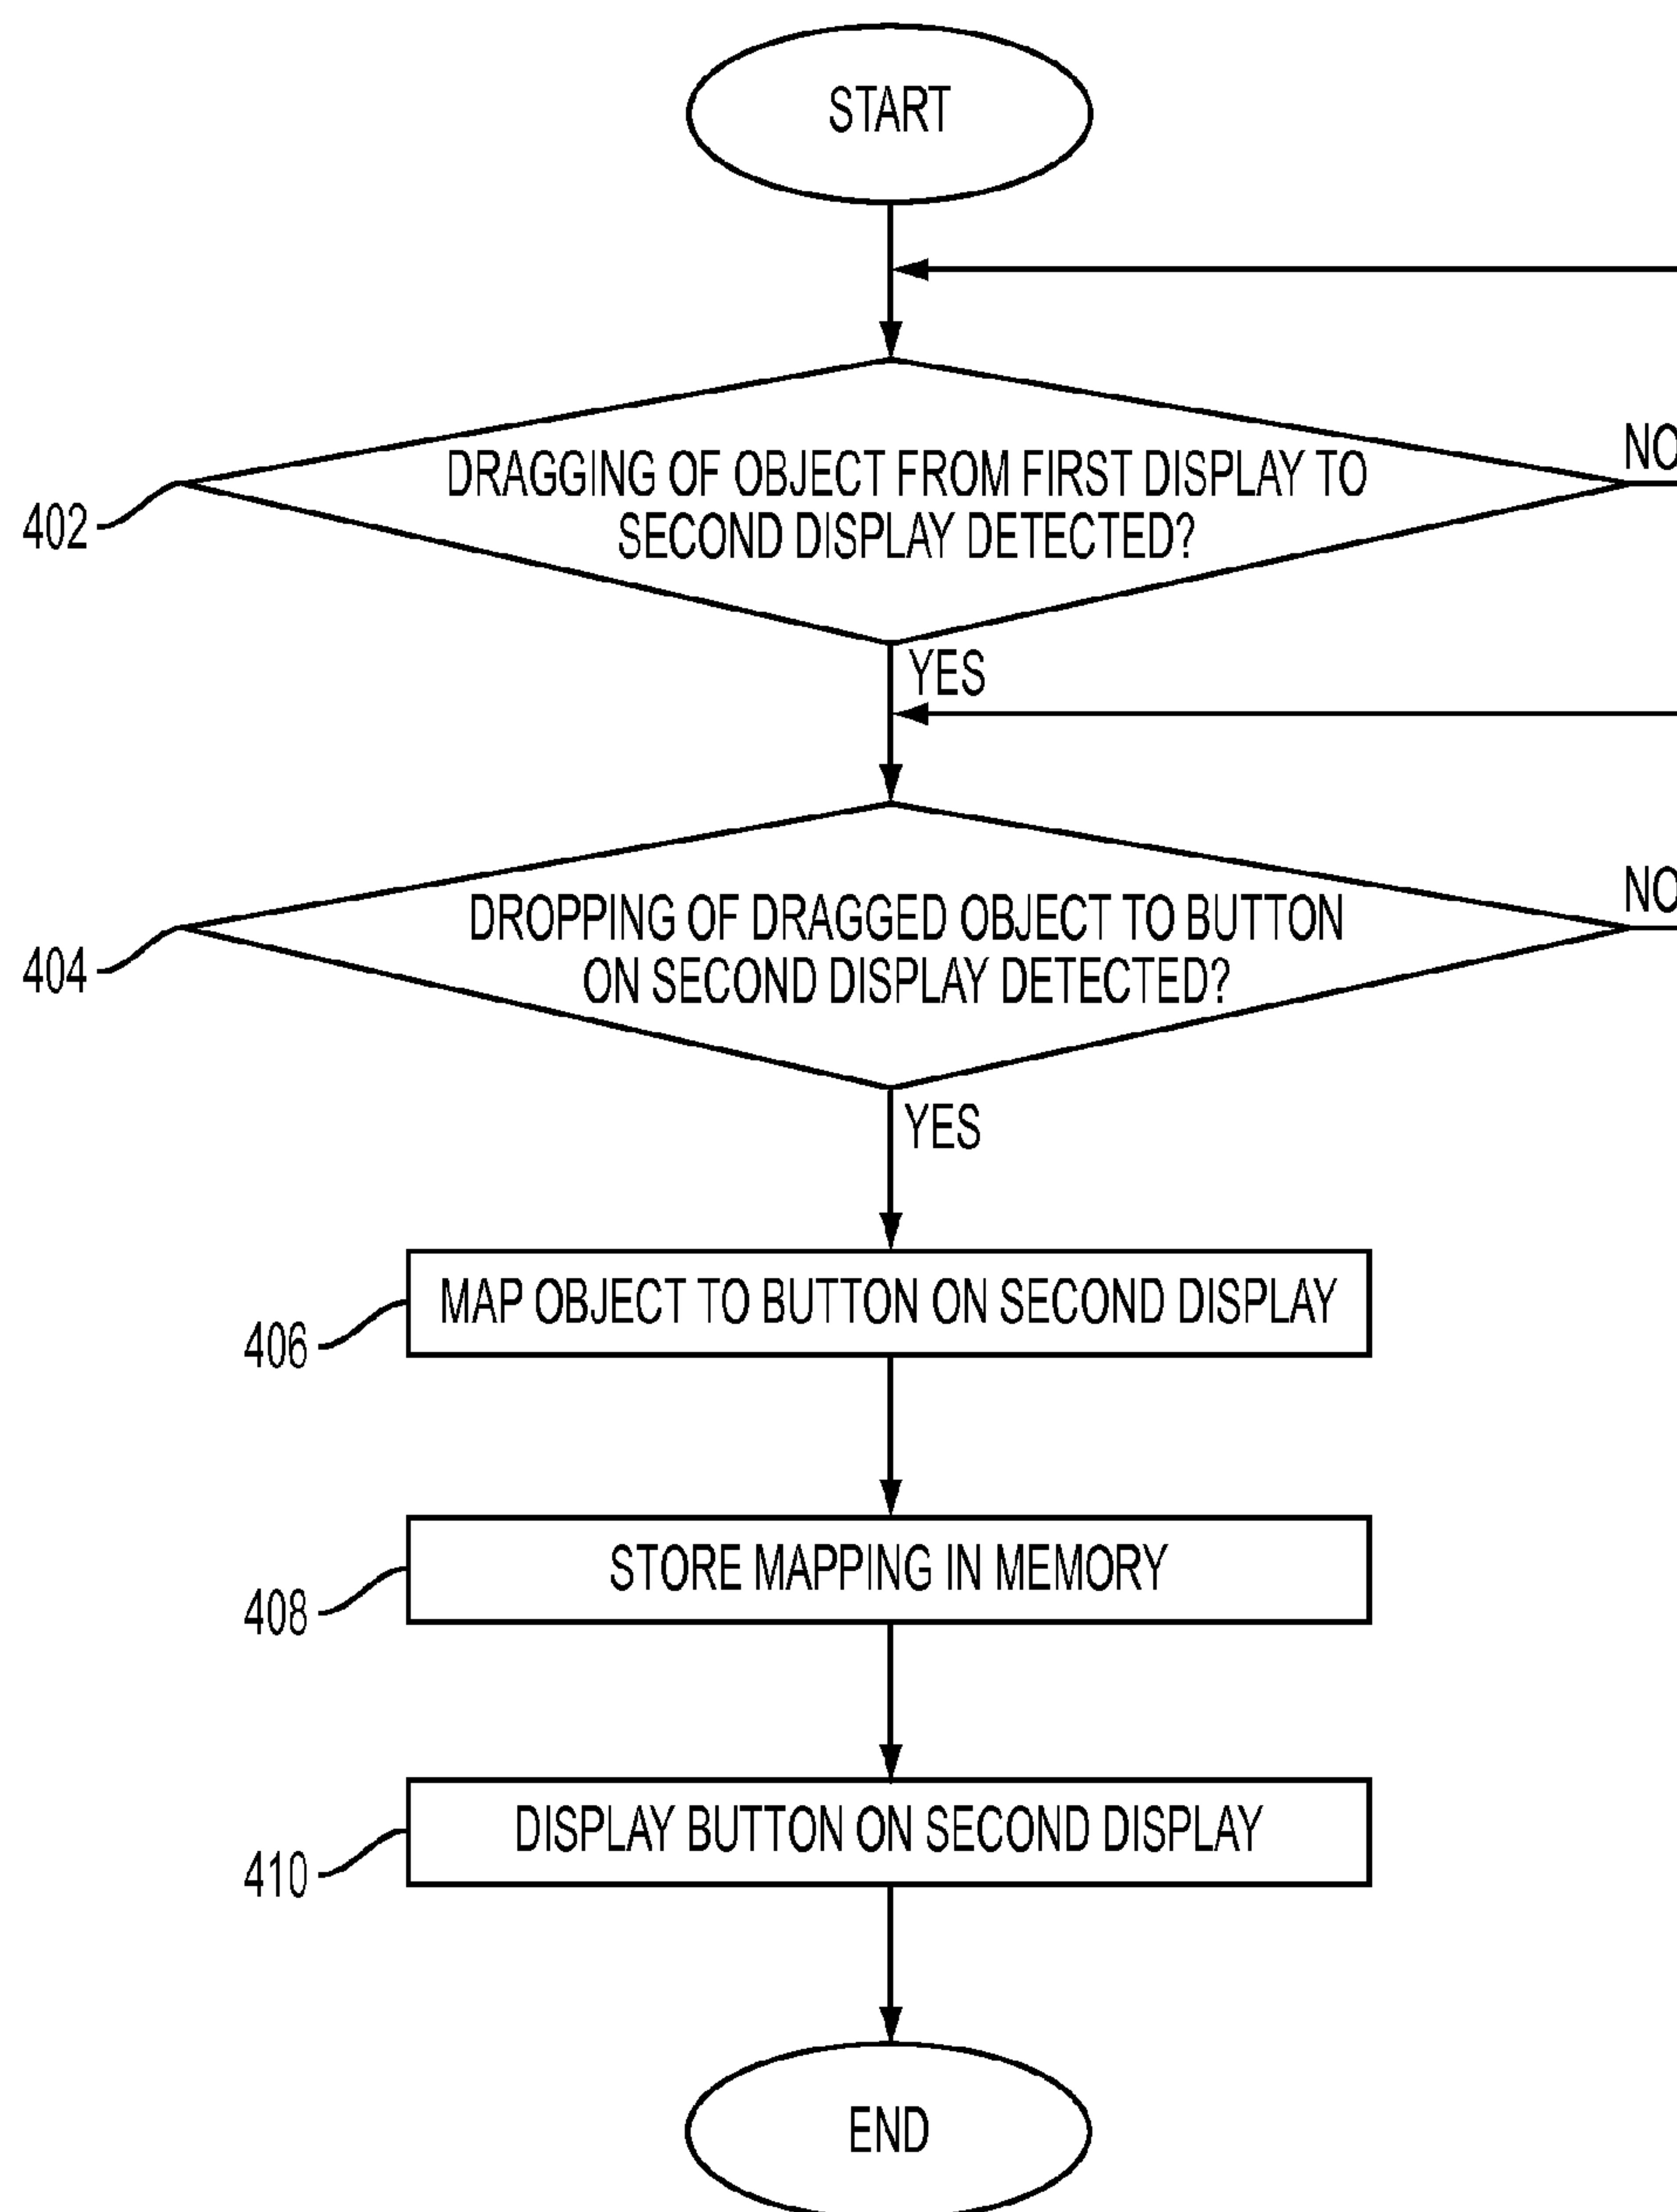 START
DRAGGING OF OBJECT FROM FIRST DISPLAY TO
SECOND DISPLAY DETECTED?
NO
402
YES
DROPPING OF DRAGGED OBJECT TO BUTTON
ON SECOND DISPLAY DETECTED?
NO
404
YES
MAP OBJECT TO BUTTON ON SECOND DISPLAY
406
STORE MAPPING IN MEMORY
408
DISPLAY BUTTON ON SECOND DISPLAY
410
END